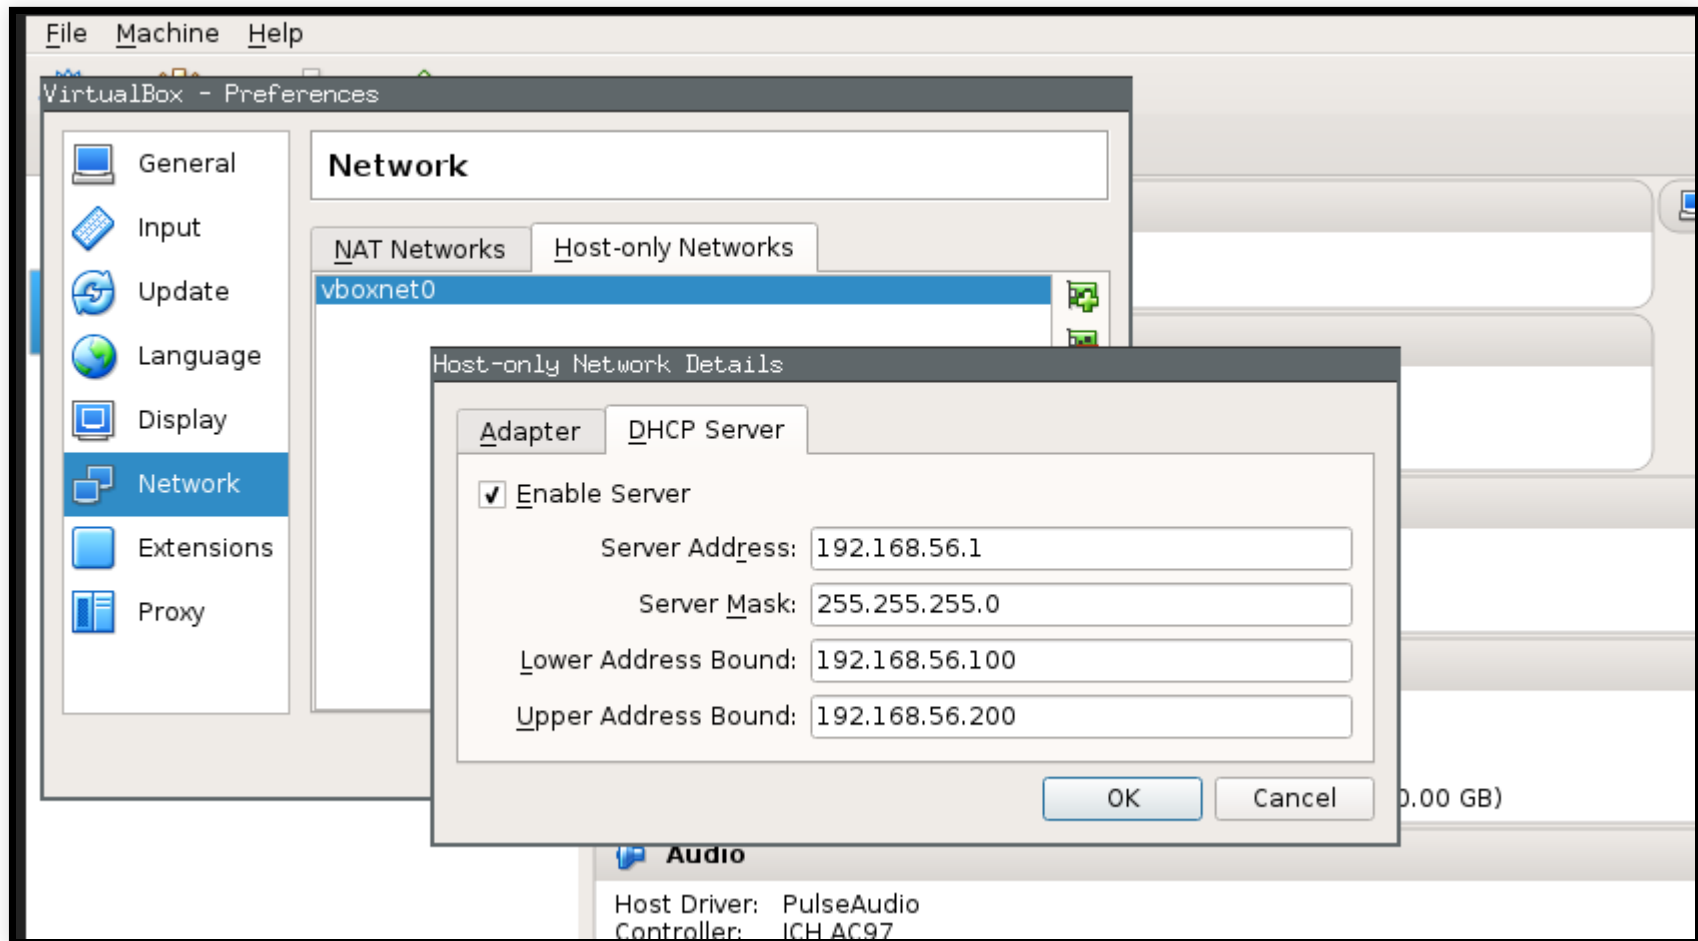 File Machine Help
VirtualBox - Preferences
General
Input
Update
Language
Display
Network
Extensions
Proxy
Network
NAT Networks Host-only Networks
vboxnet0
Host-only Network Details
Adapter DHCP Server
Enable Server
Server Address: 192.168.56.1
Server Mask: 255.255.255.0
Lower Address Bound: 192.168.56.100
Upper Address Bound: 192.168.56.200
OK Cancel
0.00 GB)
Audio
Host Driver: PulseAudio
Controller: ICH AC97